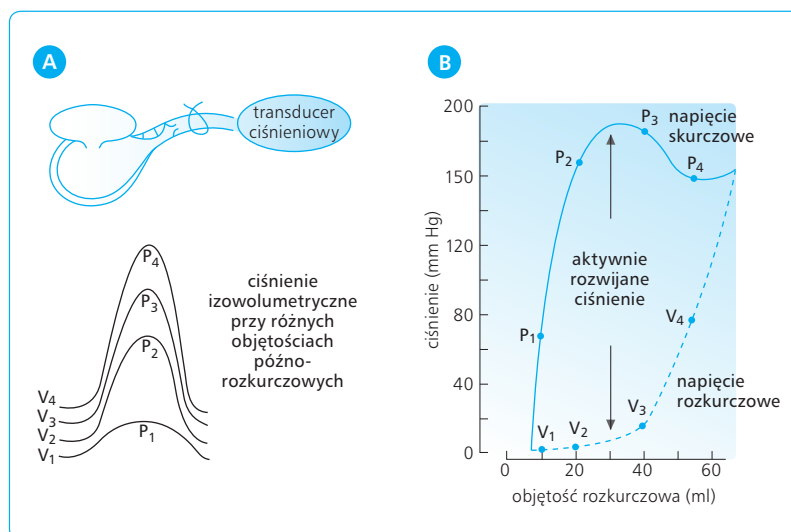 A
transducer
ciśnieniowy
P4
P3
P2
P1
V4
V3
V2
V1
ciśnienie
izowolumetryczne
przy różnych
objętościach
późno-
rozkurczowych
B
ciśnienie (mm Hg)
200
150
120
80
40
0
P1
P2
P3
P4
napięcie
skurczowe
aktywnie
rozwijane
ciśnienie
V1
V2
V3
V4
napięcie
rozkurczowe
0 20 40 60
objętość rozkurczowa (ml)